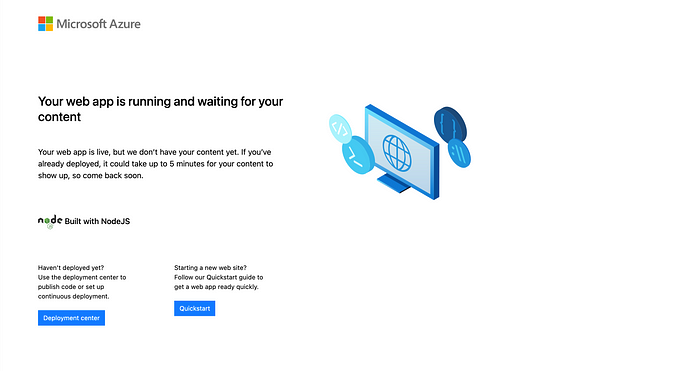 Microsoft Azure
Your web app is running and waiting for your
content
Your web app is live, but we don't have your content yet. If you've
already deployed, it could take up to 5 minutes for your content to
show up, so come back soon.
node Built with NodeJS
Haven't deployed yet?
Use the deployment center to
publish code or set up
continuous deployment.
Deployment center
Starting a new web site?
Follow our Quickstart guide to
get a web app ready quickly.
Quickstart